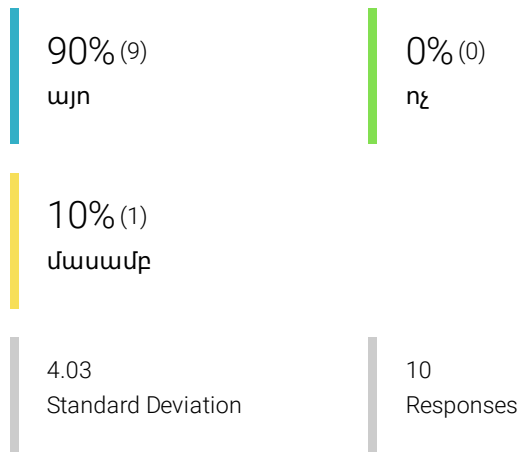 90% (9)
այո
0% (0)
ոչ
10% (1)
մասամբ
4.03
Standard Deviation
10
Responses